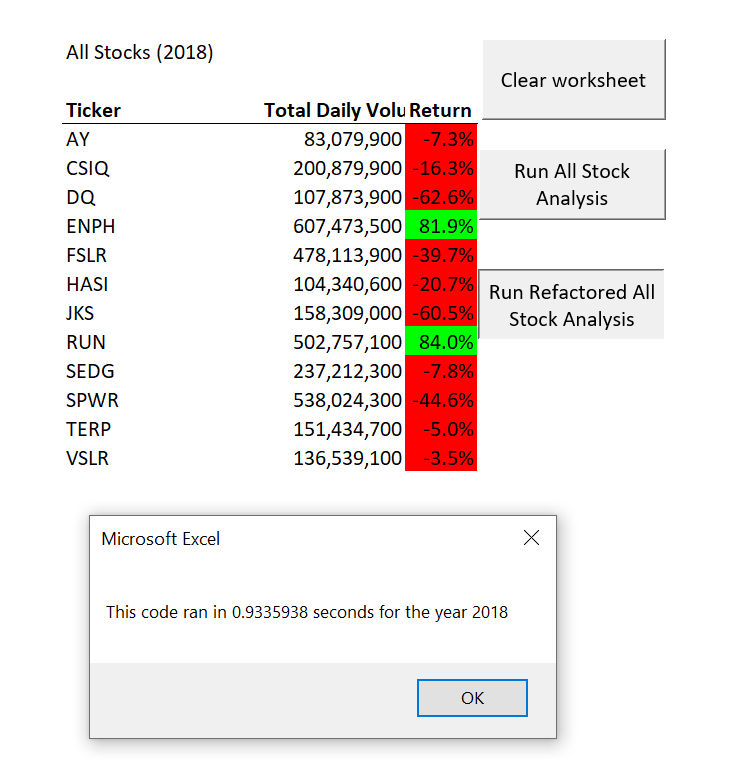 All Stocks (2018)
Clear worksheet
Ticker Total Daily Volu Return
AY 83,079,900 -7.3%
CSIQ 200,879,900 -16.3%
Run All Stock
Analysis
DQ 107,873,900 -62.6%
ENPH 607,473,500 81.9%
FSLR 478,113,900 -39.7%
HASI 104,340,600 -20.7%
Run Refactored All
Stock Analysis
JKS 158,309,000 -60.5%
RUN 502,757,100 84.0%
SEDG 237,212,300 -7.8%
SPWR 538,024,300 -44.6%
TERP 151,434,700 -5.0%
VSLR 136,539,100 -3.5%
Microsoft Excel
This code ran in 0.9335938 seconds for the year 2018
OK